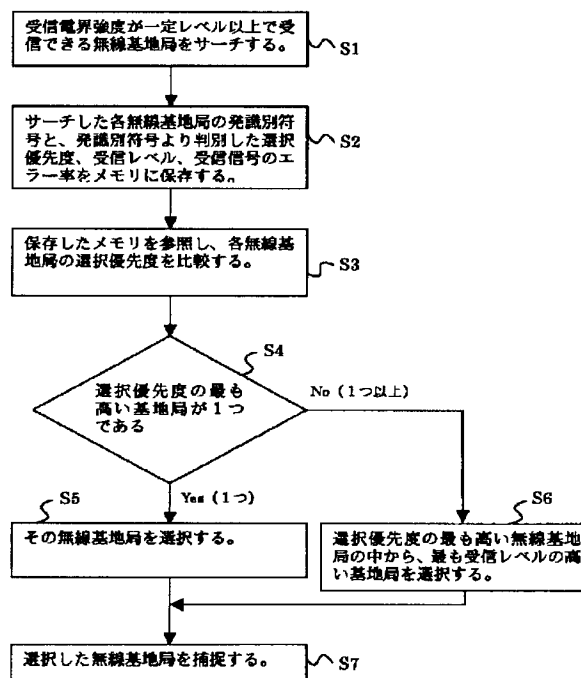 受信電界強度が一定レベル以上で受
信できる無線基地局をサーチする。
S1
サーチした各無線基地局の発識別符
号と、発識別符号より判別した選択
優先度、受信レベル、受信信号のエ
ラー率をメモリに保存する。
S2
保存したメモリを参照し、各無線基
地局の選択優先度を比較する。
S3
S4
選択優先度の最も
高い基地局が1つ
である
No (1つ以上)
Yes (1つ)
S5
その無線基地局を選択する。
S6
選択優先度の最も高い無線基地
局の中から、最も受信レベルの高
い基地局を選択する。
選択した無線基地局を捕捉する。
S7